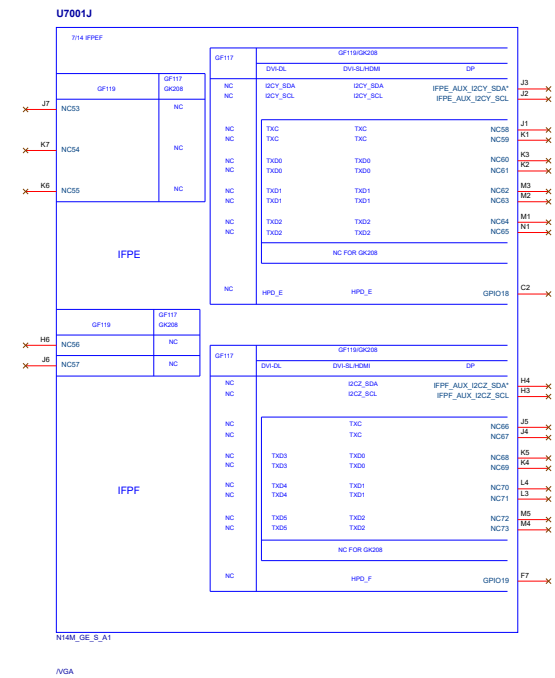 U7001J
7/14 IFPEF
GF119 GF117 GK208
J7 NC53 NC
K7 NC54 NC
K6 NC55 NC
IFPE
GF117 GF119/GK208
DVI-DL DVI-SL/HDMI DP
NC I2CY_SDA I2CY_SDA IFPE_AUX_I2CY_SDA* J3
NC I2CY_SCL I2CY_SCL IFPE_AUX_I2CY_SCL J2
NC TXC TXC NC58 J1
NC TXC TXC NC59 K1
NC TXD0 TXD0 NC60 K3
NC TXD0 TXD0 NC61 K2
NC TXD1 TXD1 NC62 M3
NC TXD1 TXD1 NC63 M2
NC TXD2 TXD2 NC64 M1
NC TXD2 TXD2 NC65 N1
NC FOR GK208
NC HPD_E HPD_E GPIO18 C2
GF119 GF117 GK208
H6 NC56 NC
J6 NC57 NC
IFPF
GF117 GF119/GK208
DVI-DL DVI-SL/HDMI DP
NC I2CZ_SDA IFPF_AUX_I2CZ_SDA* H4
NC I2CZ_SCL IFPF_AUX_I2CZ_SCL H3
NC TXC NC66 J5
NC TXC NC67 J4
NC TXD3 TXD0 NC68 K5
NC TXD3 TXD0 NC69 K4
NC TXD4 TXD1 NC70 L4
NC TXD4 TXD1 NC71 L3
NC TXD5 TXD2 NC72 M5
NC TXD5 TXD2 NC73 M4
NC FOR GK208
NC HPD_F GPIO19 F7
N14M_GE_S_A1
/VGA